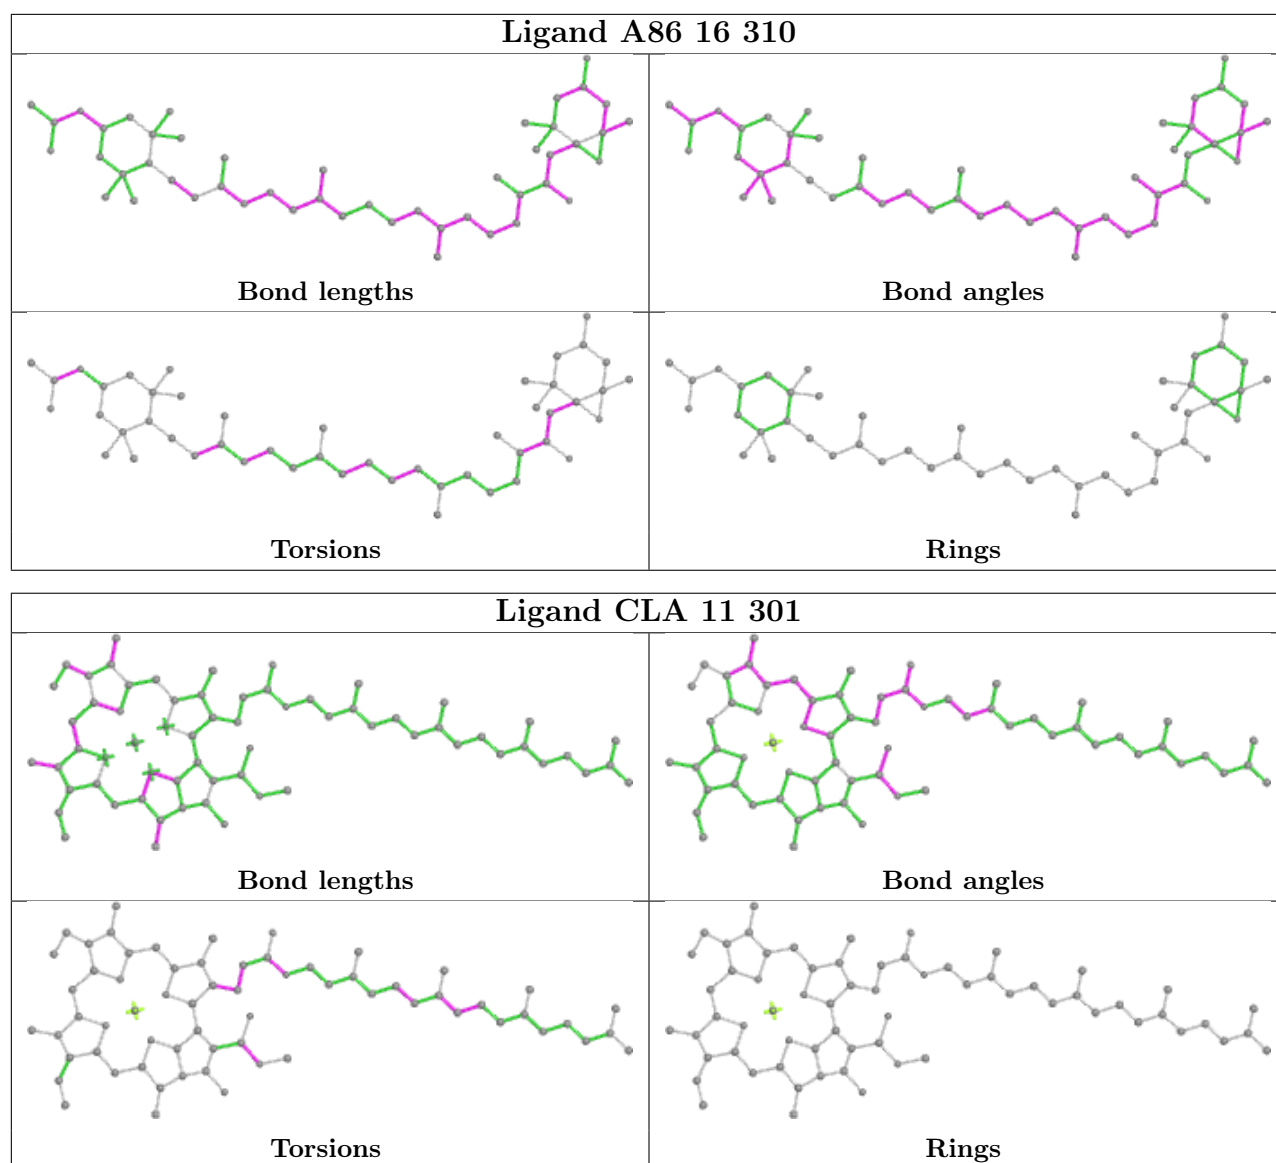 Ligand A86 16 310
Bond lengths
Bond angles
Torsions
Rings
Ligand CLA 11 301
Bond lengths
Bond angles
Torsions
Rings